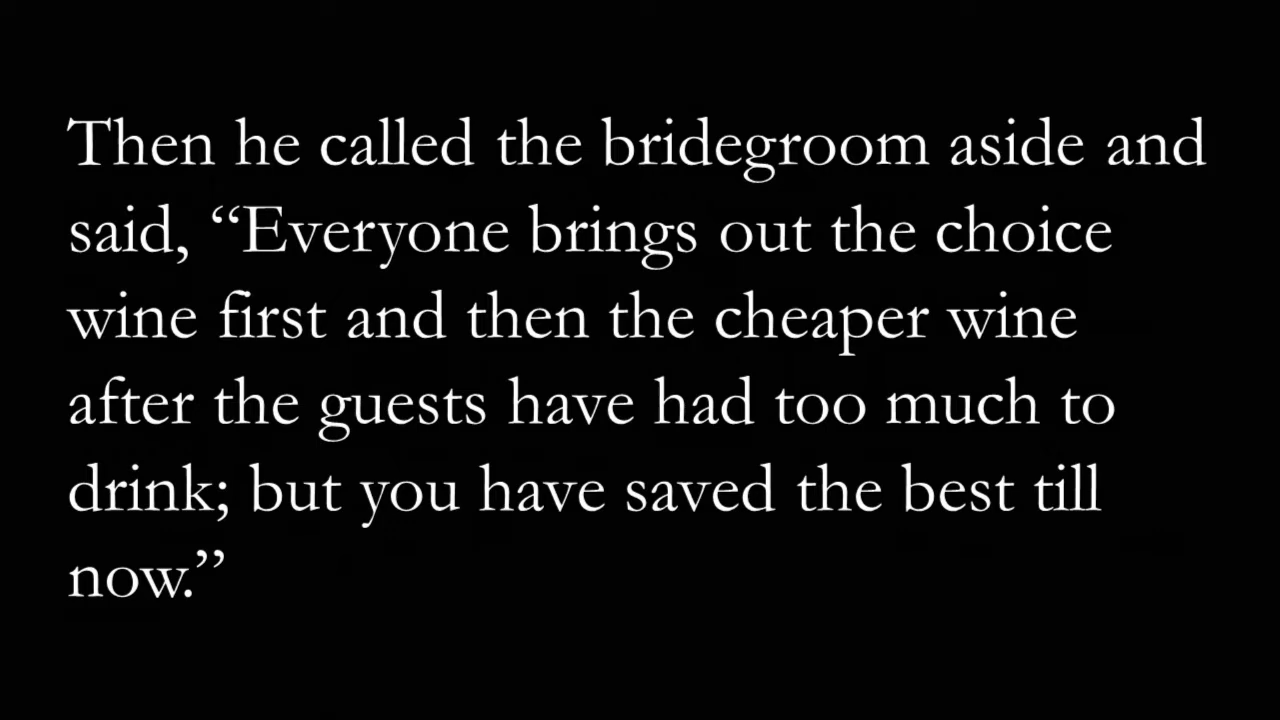 Then he called the bridegroom aside and
said, “Everyone brings out the choice
wine first and then the cheaper wine
after the guests have had too much to
drink; but you have saved the best till
now.”